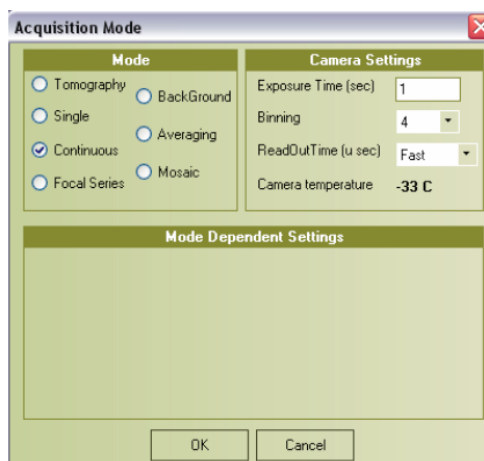 Acquisition Mode
Mode
Tomography
Single
Continuous
Focal Series
BackGround
Averaging
Mosaic
Camera Settings
Exposure Time (sec) 1
Binning 4
ReadOutTime (u sec) Fast
Camera temperature -33 C
Mode Dependent Settings
OK Cancel